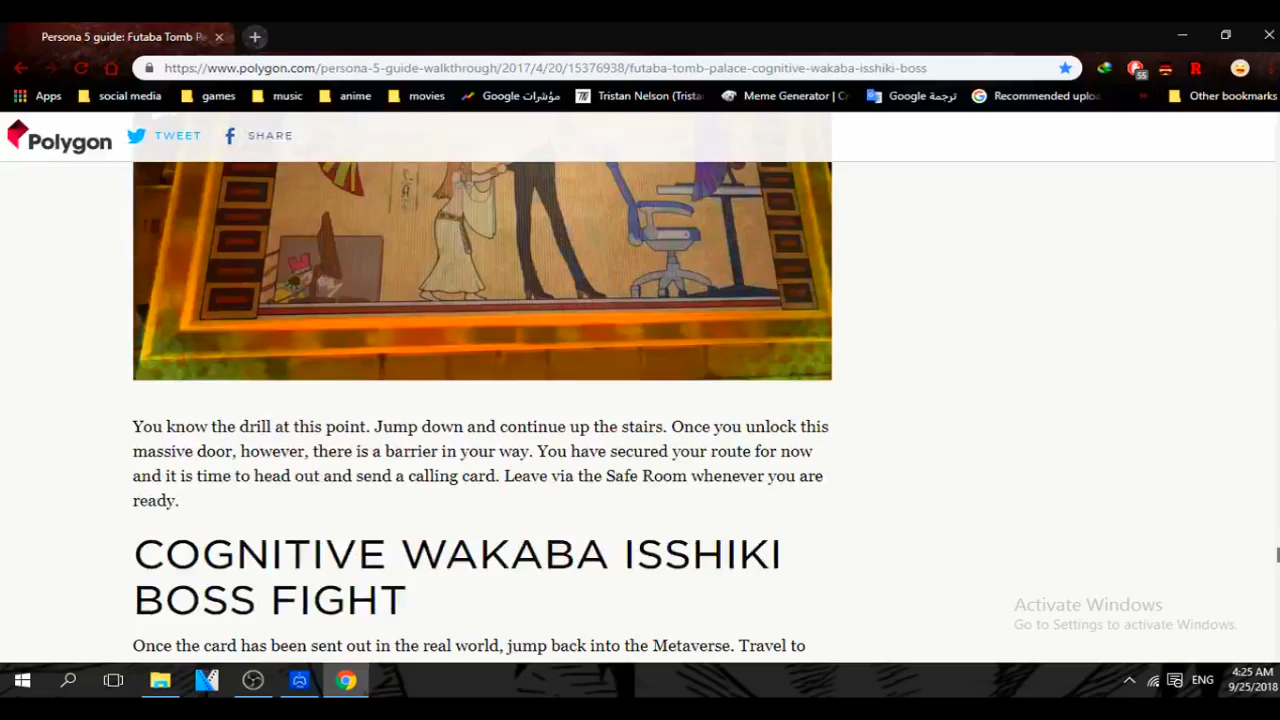 Persona 5 guide: Futaba Tomb Pa
https://www.polygon.com/persona-5-guide-walkthrough/2017/4/20/15376938/futaba-tomb-palace-cognitive-wakaba-isshiki-boss
55
Apps social media games music anime movies Google مؤشرات Tristan Nelson (Trista Meme Generator | Cr ترجمة Google Recommended uploa » Other bookmarks
Polygon TWEET SHARE
You know the drill at this point. Jump down and continue up the stairs. Once you unlock this
massive door, however, there is a barrier in your way. You have secured your route for now
and it is time to head out and send a calling card. Leave via the Safe Room whenever you are
ready.
COGNITIVE WAKABA ISSHIKI
BOSS FIGHT
Once the card has been sent out in the real world, jump back into the Metaverse. Travel to
Activate Windows
Go to Settings to activate Windows.
ENG
4:25 AM
9/25/2018